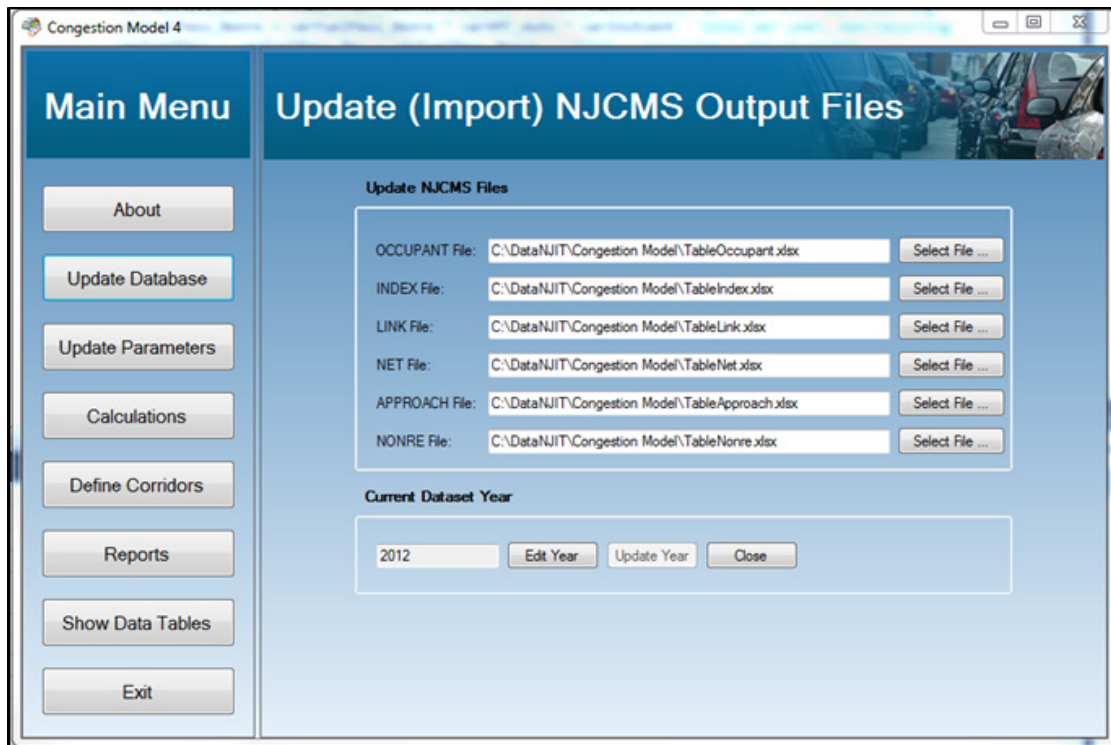 Congestion Model 4
Main Menu
Update (Import) NJCMS Output Files
About
Update Database
Update Parameters
Calculations
Define Corridors
Reports
Show Data Tables
Exit
Update NJCMS Files
OCCUPANT File: C:\DataNJIT\Congestion Model\TableOccupant.xlsx Select File ...
INDEX File: C:\DataNJIT\Congestion Model\TableIndex.xlsx Select File ...
LINK File: C:\DataNJIT\Congestion Model\TableLink.xlsx Select File ...
NET File: C:\DataNJIT\Congestion Model\TableNet.xlsx Select File ...
APPROACH File: C:\DataNJIT\Congestion Model\TableApproach.xlsx Select File ...
NONRE File: C:\DataNJIT\Congestion Model\TableNonre.xlsx Select File ...
Current Dataset Year
2012 Edit Year Update Year Close